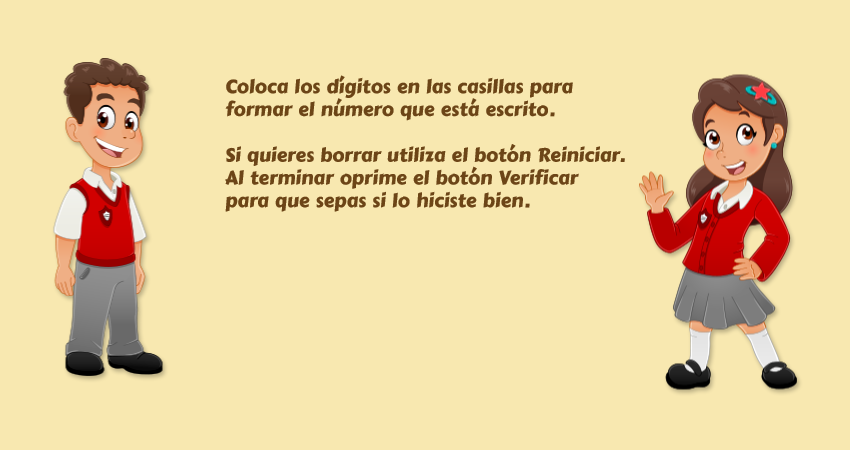 Coloca los dígitos en las casillas para
formar el número que está escrito.
Si quieres borrar utiliza el botón Reiniciar.
Al terminar oprime el botón Verificar
para que sepas si lo hiciste bien.